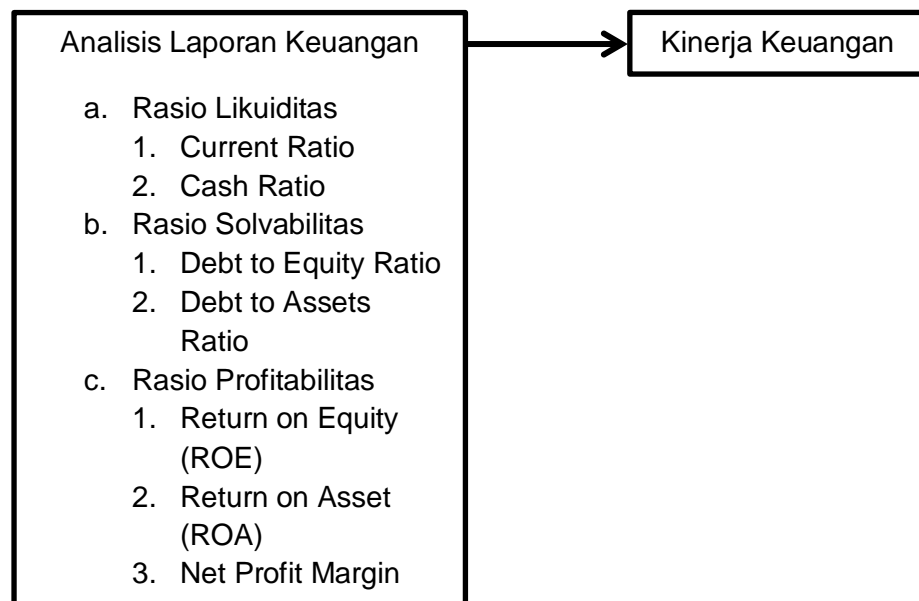 Analisis Laporan Keuangan
Kinerja Keuangan
a. Rasio Likuiditas
1. Current Ratio
2. Cash Ratio
b. Rasio Solvabilitas
1. Debt to Equity Ratio
2. Debt to Assets
Ratio
c. Rasio Profitabilitas
1. Return on Equity
(ROE)
2. Return on Asset
(ROA)
3. Net Profit Margin